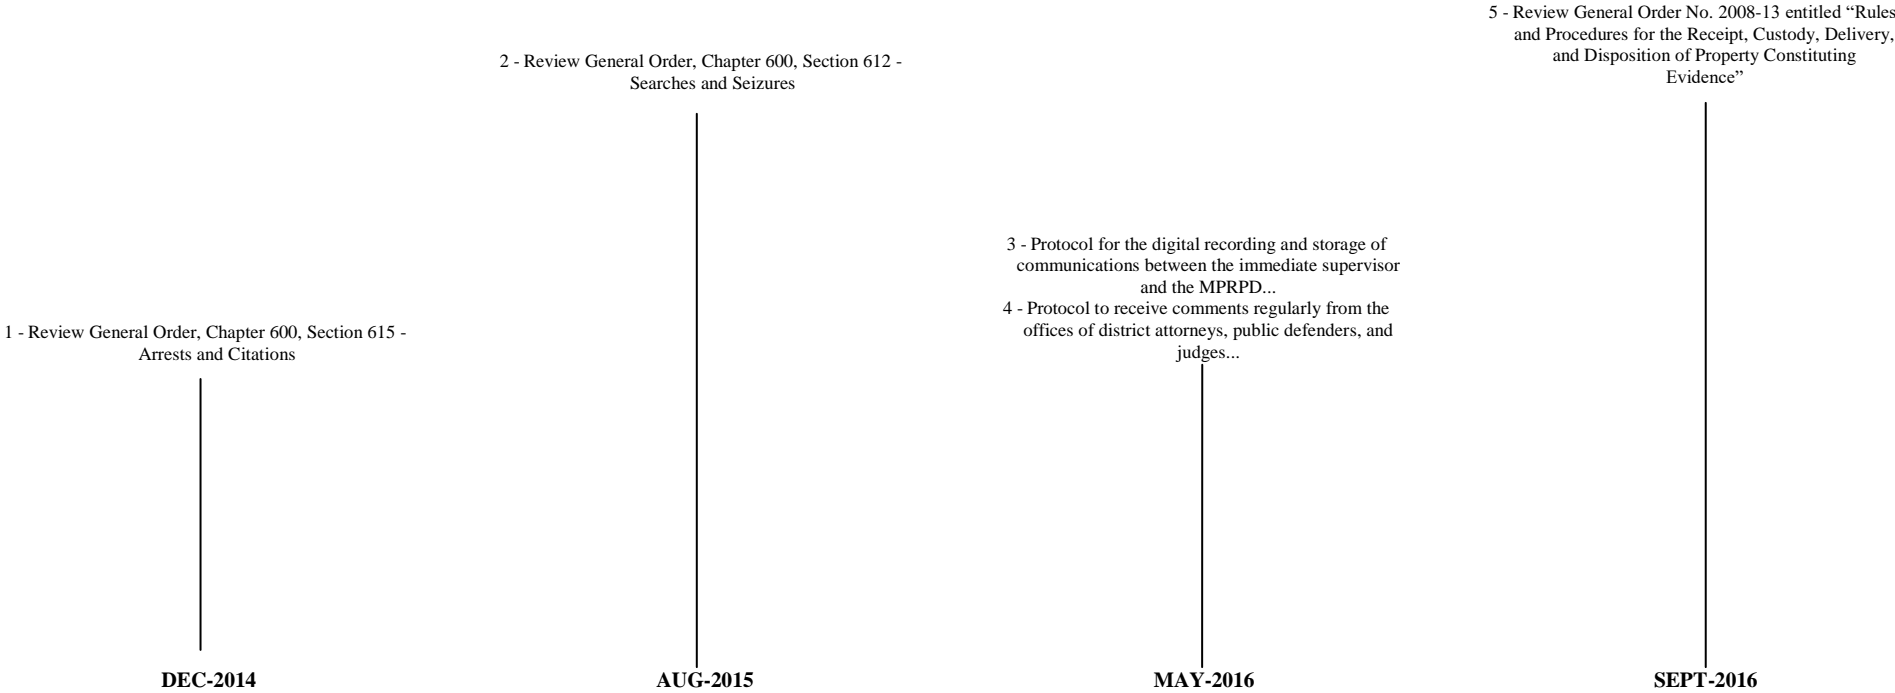 1 - Review General Order, Chapter 600, Section 615 -
Arrests and Citations
2 - Review General Order, Chapter 600, Section 612 -
Searches and Seizures
3 - Protocol for the digital recording and storage of
communications between the immediate supervisor
and the MPRPD...
4 - Protocol to receive comments regularly from the
offices of district attorneys, public defenders, and
judges...
5 - Review General Order No. 2008-13 entitled “Rules
and Procedures for the Receipt, Custody, Delivery,
and Disposition of Property Constituting
Evidence”
DEC-2014
AUG-2015
MAY-2016
SEPT-2016